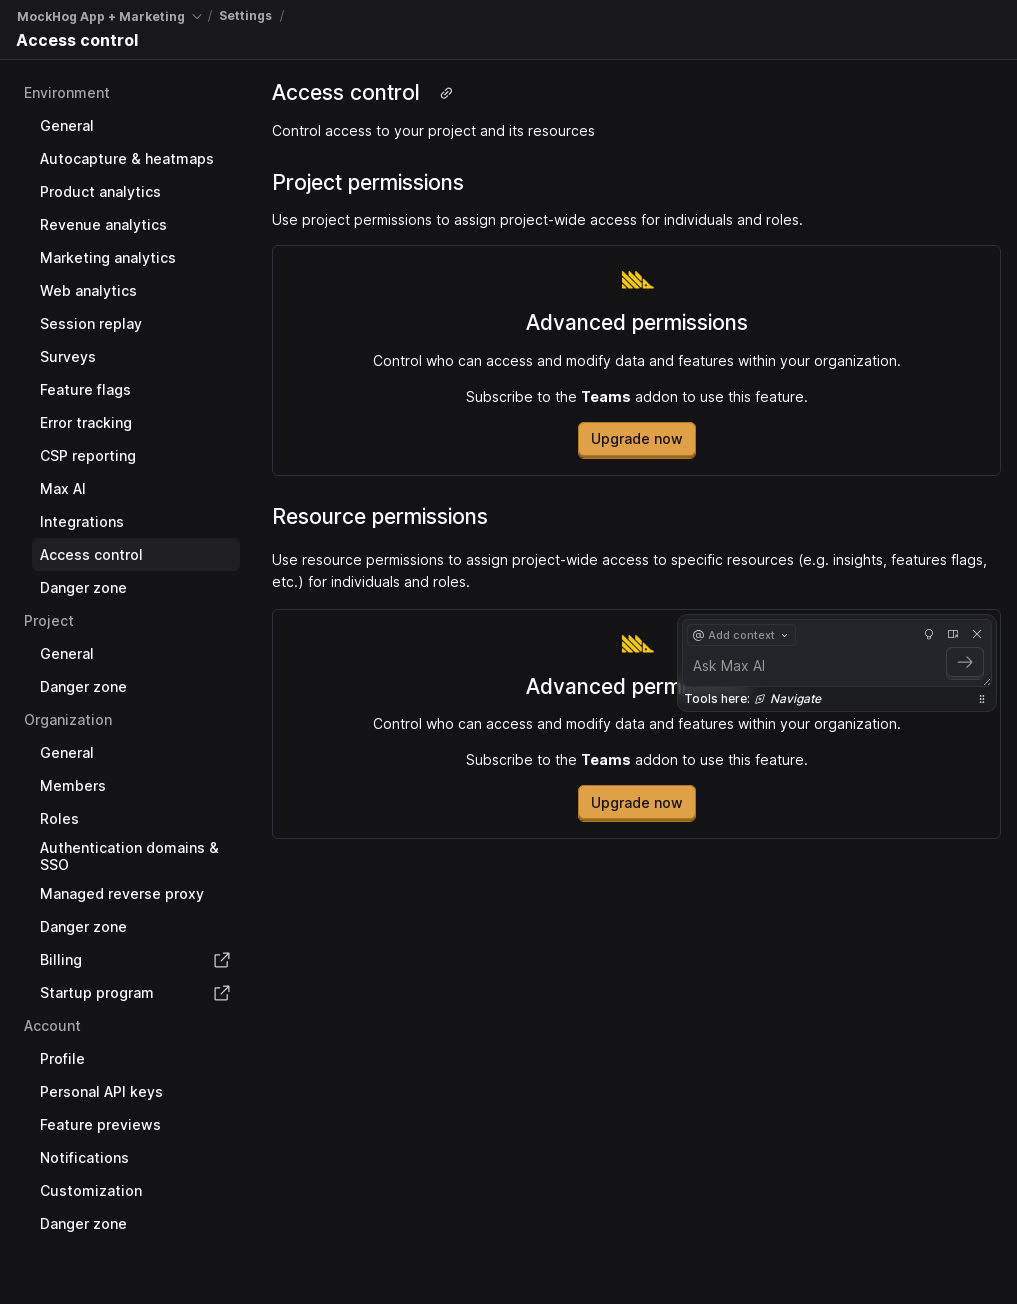 MockHog App + Marketing / Settings /
Access control
Environment
General
Autocapture & heatmaps
Product analytics
Revenue analytics
Marketing analytics
Web analytics
Session replay
Surveys
Feature flags
Error tracking
CSP reporting
Max AI
Integrations
Access control
Danger zone
Project
General
Danger zone
Organization
General
Members
Roles
Authentication domains &
SSO
Managed reverse proxy
Danger zone
Billing
Startup program
Account
Profile
Personal API keys
Feature previews
Notifications
Customization
Danger zone
Access control
Control access to your project and its resources
Project permissions
Use project permissions to assign project-wide access for individuals and roles.
Advanced permissions
Control who can access and modify data and features within your organization.
Subscribe to the Teams addon to use this feature.
Upgrade now
Resource permissions
Use resource permissions to assign project-wide access to specific resources (e.g. insights, features flags,
etc.) for individuals and roles.
Advanced perm
Control who can access and modify data and features within your organization.
Subscribe to the Teams addon to use this feature.
Upgrade now
@ Add context
Ask Max AI
Tools here: Navigate